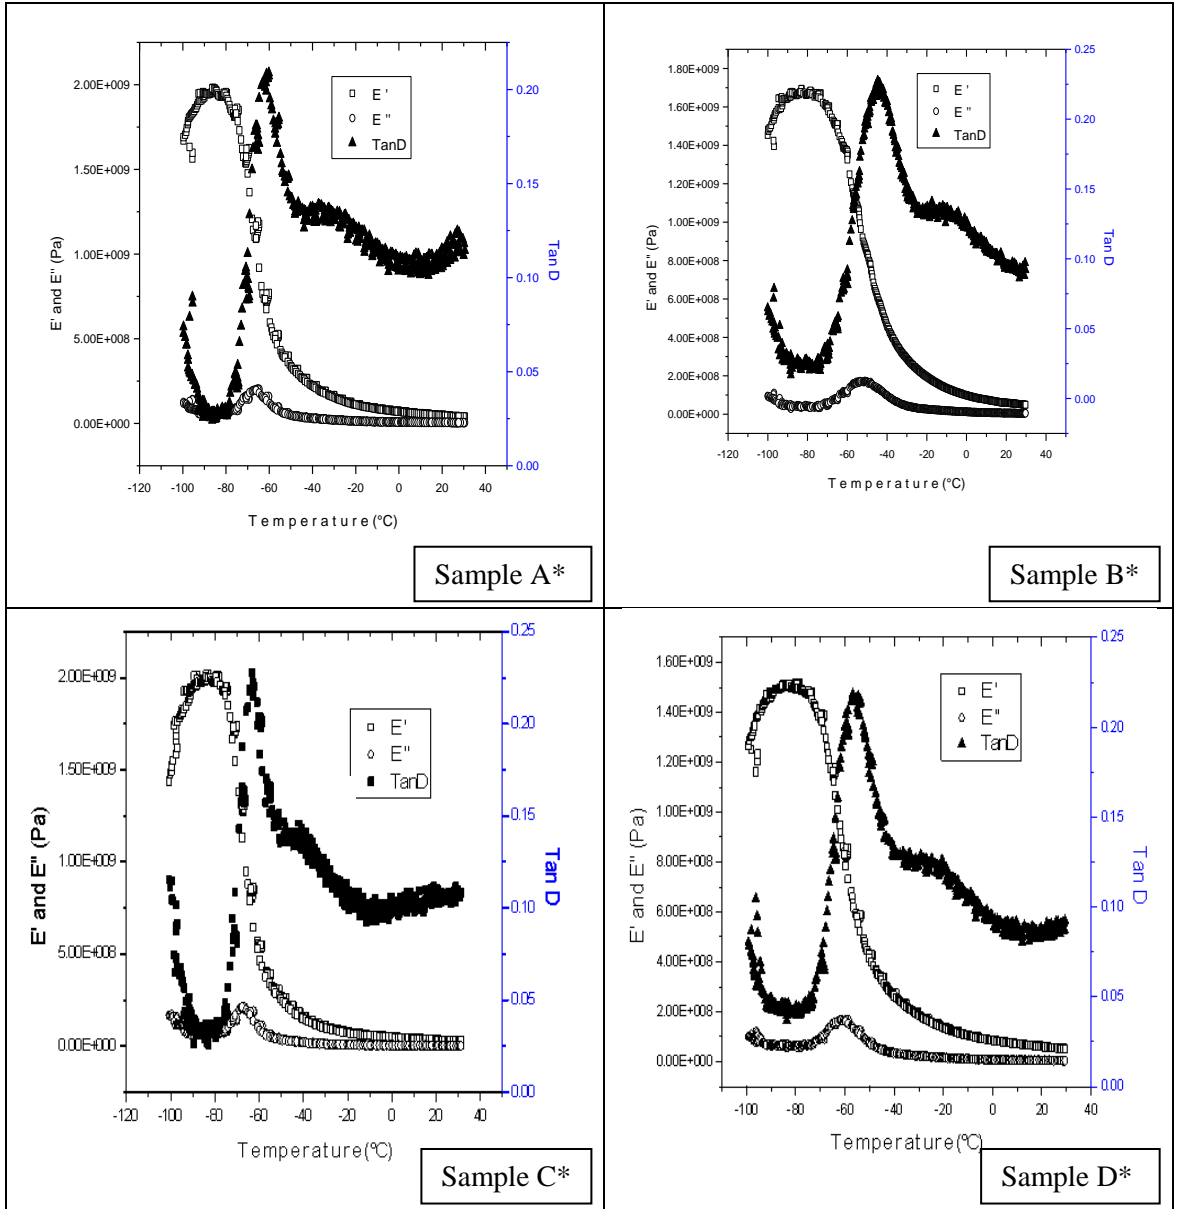 2.00E+009
1.50E+009
1.00E+009
5.00E+008
0.00E+000
E' and E" (Pa)
E'
E"
TanD
0.20
0.15
0.10
0.05
0.00
Tan D
-120 -100 -80 -60 -40 -20 0 20 40
Temperature (°C)
Sample A*
1.80E+009
1.60E+009
1.40E+009
1.20E+009
1.00E+009
8.00E+008
6.00E+008
4.00E+008
2.00E+008
0.00E+000
E' and E" (Pa)
E'
E"
TanD
0.25
0.20
0.15
0.10
0.05
0.00
Tan D
-120 -100 -80 -60 -40 -20 0 20 40
Temperature (°C)
Sample B*
2.00E+009
1.50E+009
1.00E+009
5.00E+008
0.00E+000
E' and E" (Pa)
E'
E"
TanD
0.25
0.20
0.15
0.10
0.05
0.00
Tan D
-120 -100 -80 -60 -40 -20 0 20 40
Temperature (ºC)
Sample C*
1.60E+009
1.40E+009
1.20E+009
1.00E+009
8.00E+008
6.00E+008
4.00E+008
2.00E+008
0.00E+000
E' and E" (Pa)
E'
E"
TanD
0.25
0.20
0.15
0.10
0.05
0.00
Tan D
-100 -80 -60 -40 -20 0 20 40
Temperature (ºC)
Sample D*